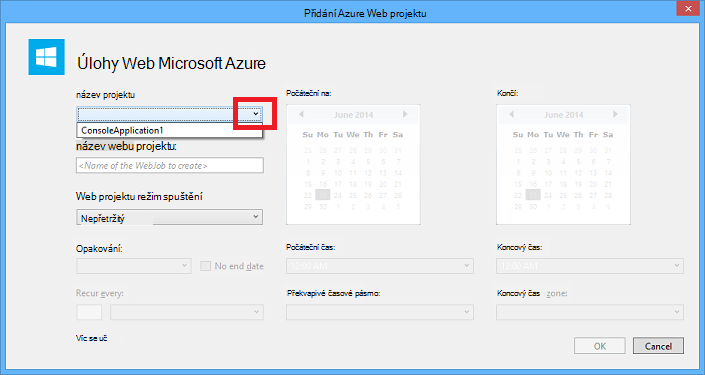 Přidání Azure Web projektu
Úlohy Web Microsoft Azure
název projektu
ConsoleApplication1
název webu projektu:
<Name of the WebJob to create>
Web projektu režim spuštění
Nepřetržitý
Opakování:
No end date
Recur every:
Víc se uč
Počáteční na:
June 2014
Su Mo Tu We Th Fr Sa
25 26 27 28 29 30 31
1 2 3 4 5 6 7
8 9 10 11 12 13 14
15 16 17 18 19 20 21
22 23 24 25 26 27 28
29 30 1 2 3 4 5
Počáteční čas:
12:00 AM
Překvapivé časové pásmo:
Končí:
June 2014
Su Mo Tu We Th Fr Sa
25 26 27 28 29 30 31
1 2 3 4 5 6 7
8 9 10 11 12 13 14
15 16 17 18 19 20 21
22 23 24 25 26 27 28
29 30 1 2 3 4 5
Koncový čas:
12:00 AM
Koncový čas zone:
OK
Cancel